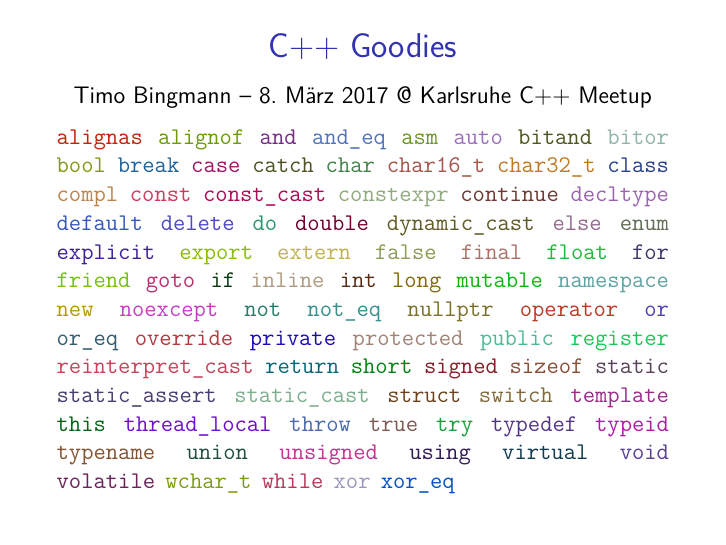 C++ Goodies
Timo Bingmann – 8. März 2017 @ Karlsruhe C++ Meetup
alignas alignof and and_eq asm auto bitand bitor
bool break case catch char char16_t char32_t class
compl const const_cast constexpr continue decltype
default delete do double dynamic_cast else enum
explicit export extern false final float for
friend goto if inline int long mutable namespace
new noexcept not not_eq nullptr operator or
or_eq override private protected public register
reinterpret_cast return short signed sizeof static
static_assert static_cast struct switch template
this thread_local throw true try typedef typeid
typename union unsigned using virtual void
volatile wchar_t while xor xor_eq